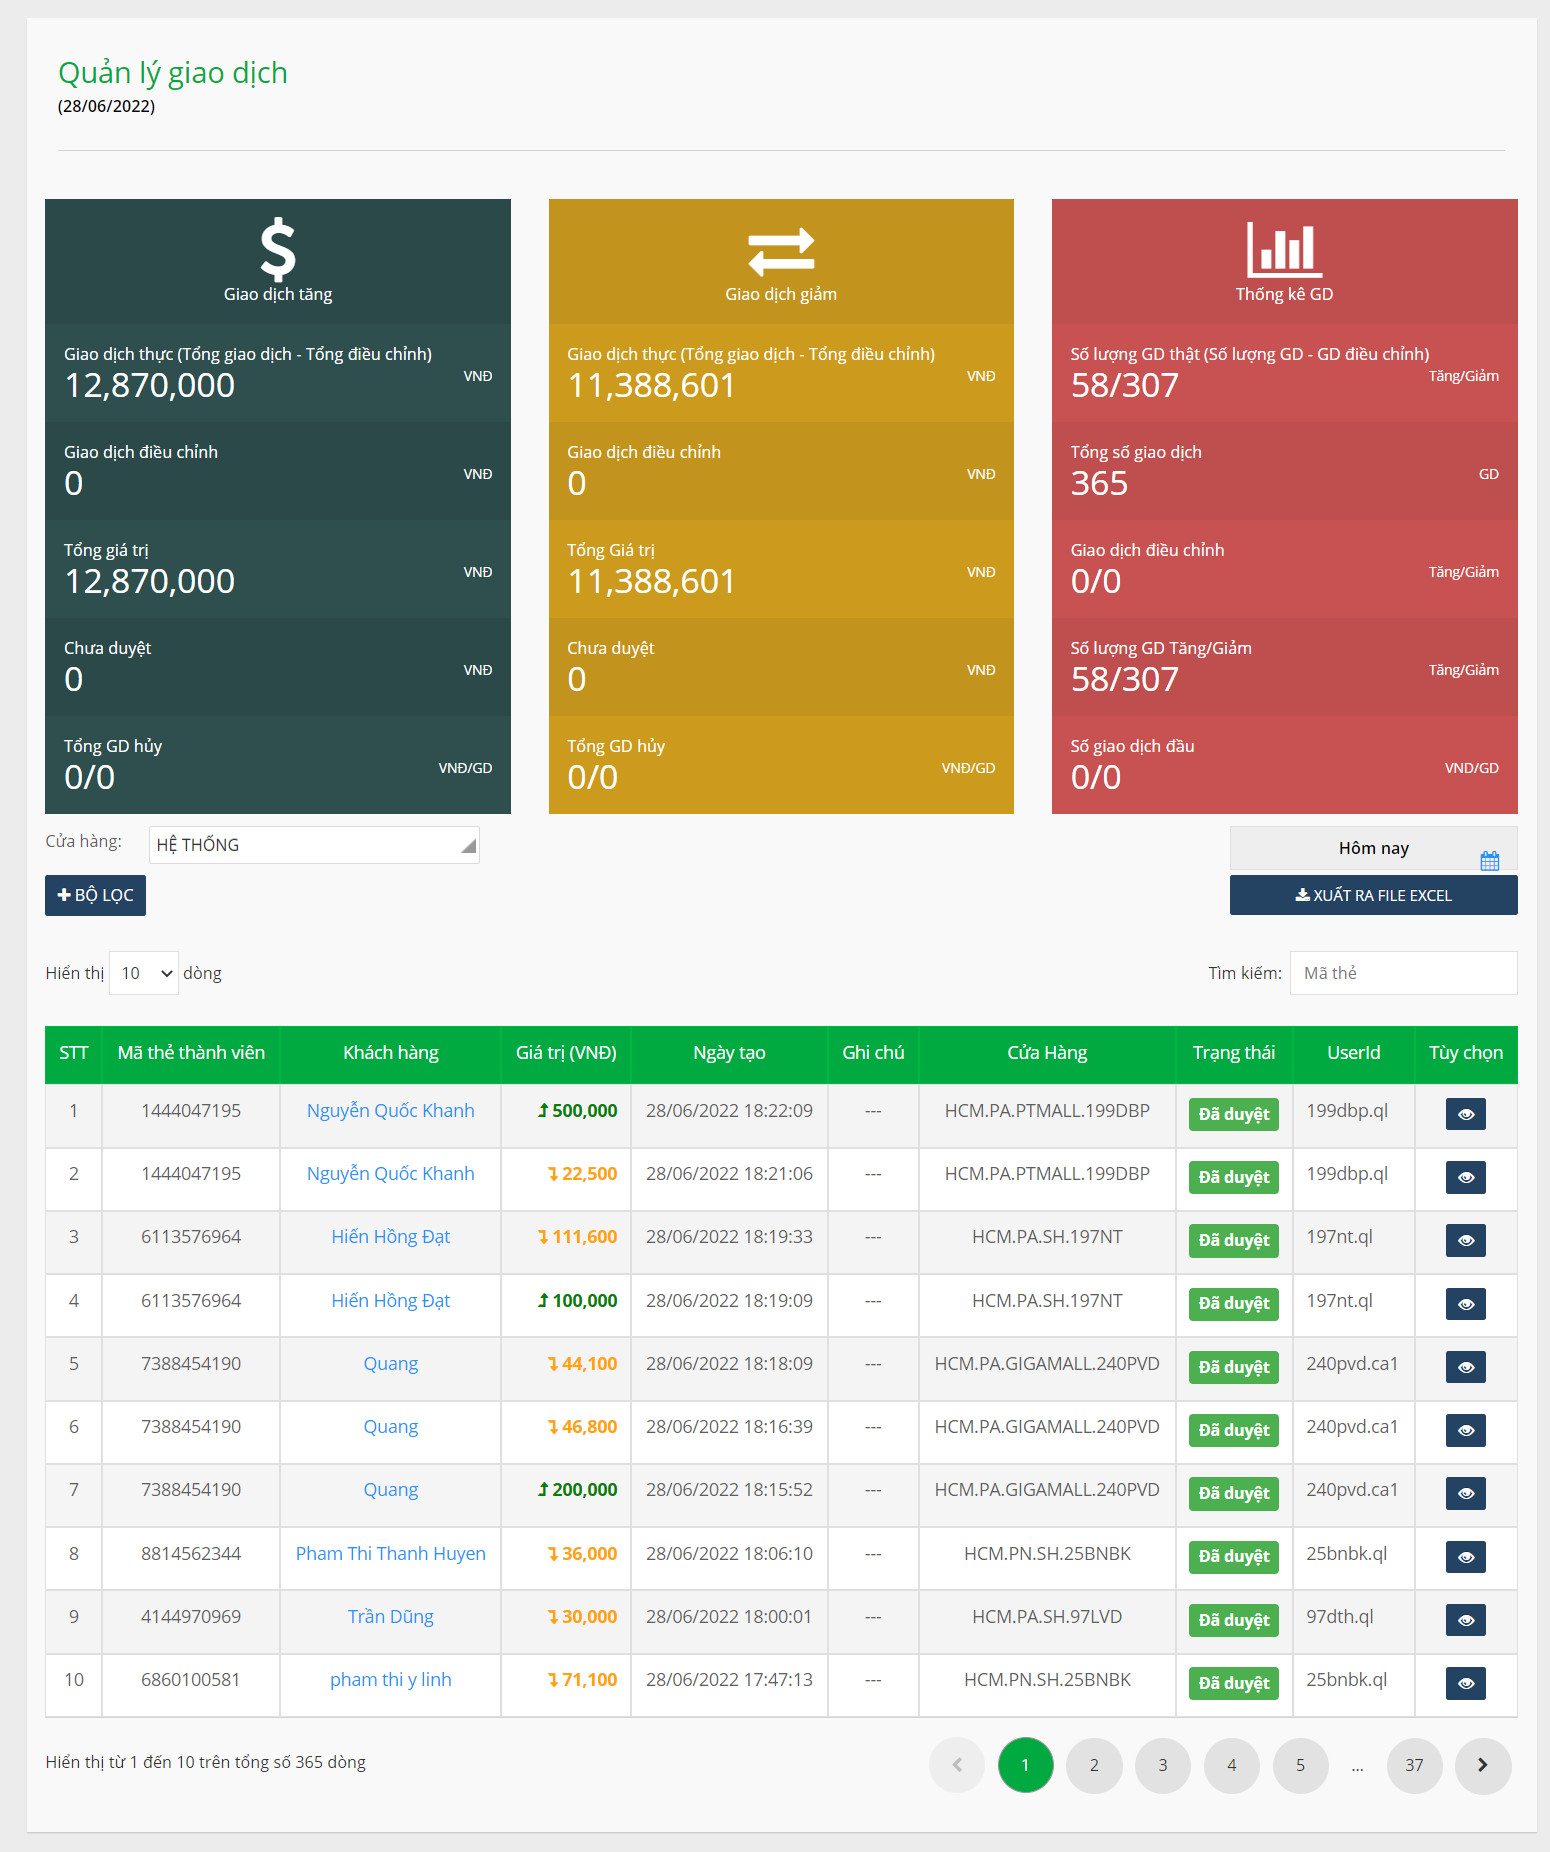 Quản lý giao dịch
(28/06/2022)
Giao dịch tăng
Giao dịch thực (Tổng giao dịch - Tổng điều chỉnh)
12,870,000 VNĐ
Giao dịch điều chỉnh
0 VNĐ
Tổng giá trị
12,870,000 VNĐ
Chưa duyệt
0 VNĐ
Tổng GD hủy
0/0 VNĐ/GD
Giao dịch giảm
Giao dịch thực (Tổng giao dịch - Tổng điều chỉnh)
11,388,601 VNĐ
Giao dịch điều chỉnh
0 VNĐ
Tổng Giá trị
11,388,601 VNĐ
Chưa duyệt
0 VNĐ
Tổng GD hủy
0/0 VNĐ/GD
Thống kê GD
Số lượng GD thật (Số lượng GD - GD điều chỉnh)
58/307 Tăng/Giảm
Tổng số giao dịch
365 GD
Giao dịch điều chỉnh
0/0 Tăng/Giảm
Số lượng GD Tăng/Giảm
58/307 Tăng/Giảm
Số giao dịch đầu
0/0 VND/GD
Cửa hàng: HỆ THỐNG Hôm nay
BỘ LỌC XUẤT RA FILE EXCEL
Hiển thị 10 dòng Tìm kiếm: Mã thẻ
STT Mã thẻ thành viên Khách hàng Giá trị (VNĐ) Ngày tạo Ghi chú Cửa Hàng Trạng thái UserId Tùy chọn
1 1444047195 Nguyễn Quốc Khanh 500,000 28/06/2022 18:22:09 --- HCM.PA.PTMALL.199DBP Đã duyệt 199dbp.ql
2 1444047195 Nguyễn Quốc Khanh 22,500 28/06/2022 18:21:06 --- HCM.PA.PTMALL.199DBP Đã duyệt 199dbp.ql
3 6113576964 Hiến Hồng Đạt 111,600 28/06/2022 18:19:33 --- HCM.PA.SH.197NT Đã duyệt 197nt.ql
4 6113576964 Hiến Hồng Đạt 100,000 28/06/2022 18:19:09 --- HCM.PA.SH.197NT Đã duyệt 197nt.ql
5 7388454190 Quang 44,100 28/06/2022 18:18:09 --- HCM.PA.GIGAMALL.240PVD Đã duyệt 240pvd.ca1
6 7388454190 Quang 46,800 28/06/2022 18:16:39 --- HCM.PA.GIGAMALL.240PVD Đã duyệt 240pvd.ca1
7 7388454190 Quang 200,000 28/06/2022 18:15:52 --- HCM.PA.GIGAMALL.240PVD Đã duyệt 240pvd.ca1
8 8814562344 Pham Thi Thanh Huyen 36,000 28/06/2022 18:06:10 --- HCM.PN.SH.25BNBK Đã duyệt 25bnbk.ql
9 4144970969 Trần Dũng 30,000 28/06/2022 18:00:01 --- HCM.PA.SH.97LVD Đã duyệt 97dth.ql
10 6860100581 pham thi y linh 71,100 28/06/2022 17:47:13 --- HCM.PN.SH.25BNBK Đã duyệt 25bnbk.ql
Hiển thị từ 1 đến 10 trên tổng số 365 dòng 1 2 3 4 5 ... 37